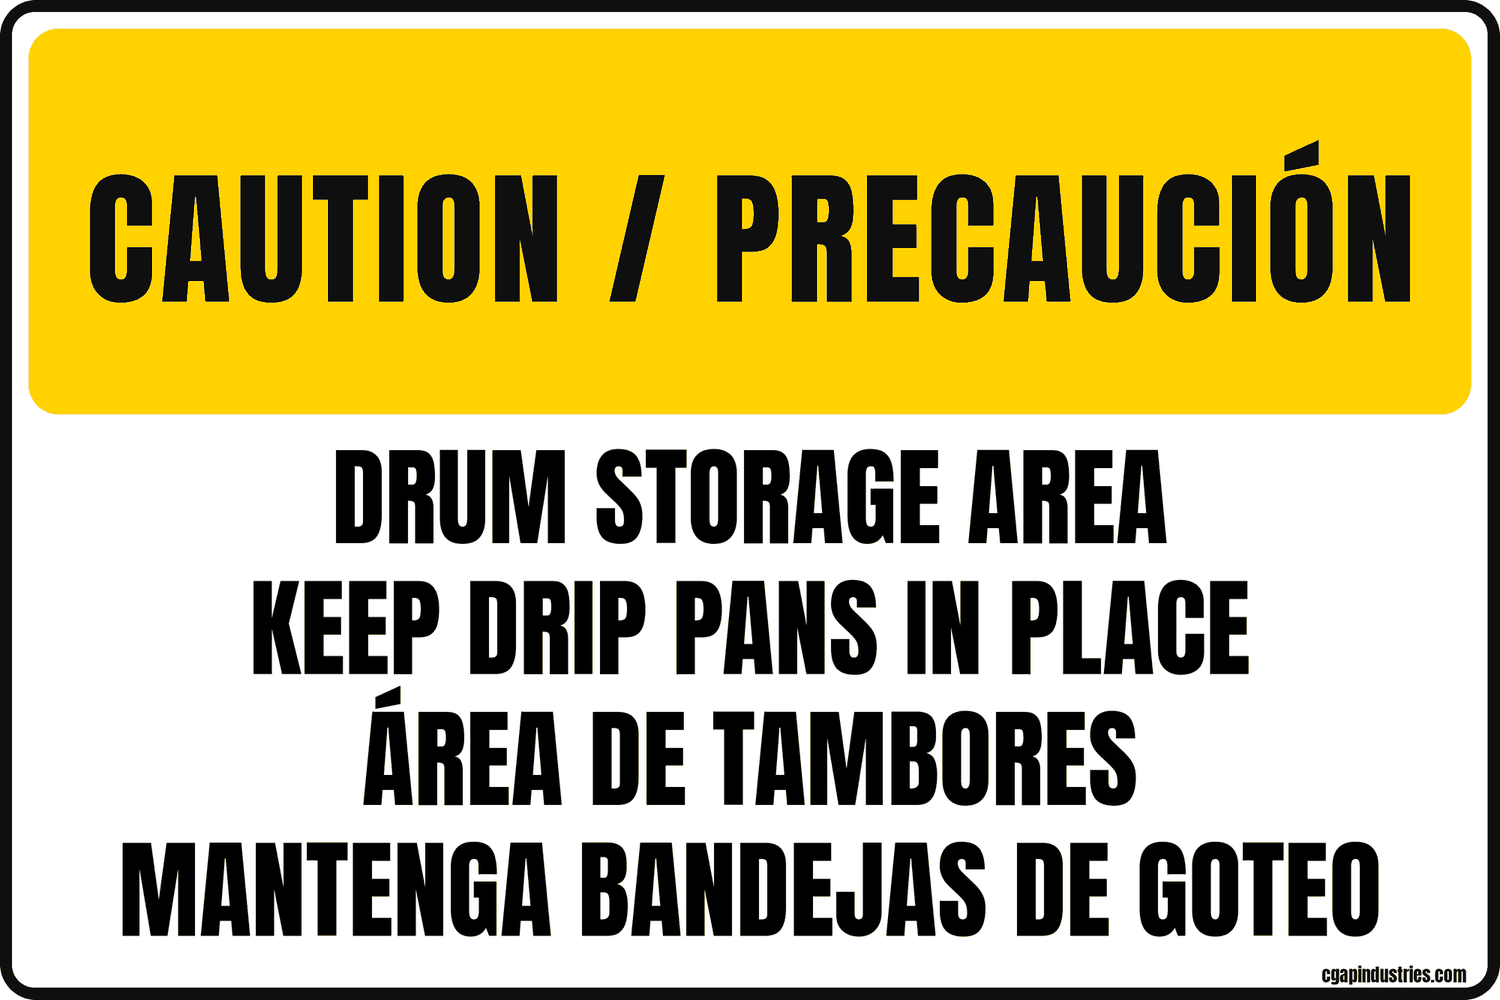 CAUTION / PRECAUCIÓN
DRUM STORAGE AREA
KEEP DRIP PANS IN PLACE
ÁREA DE TAMBORES
MANTENGA BANDEJAS DE GOTEO
cgapindustries.com